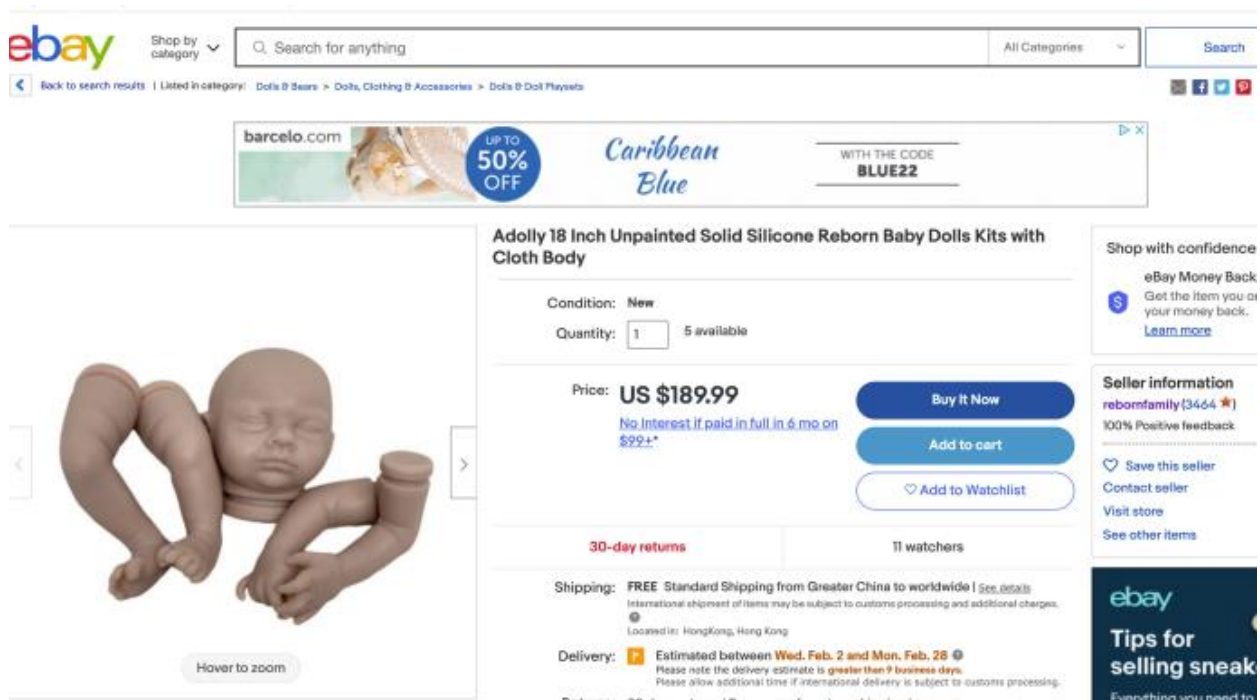 ebay
Shop by category
Search for anything
All Categories
Search
Back to search results | Listed in category: Dolls & Bears > Dolls, Clothing & Accessories > Dolls & Doll Playsets
barcelo.com
UP TO
50%
OFF
Caribbean
Blue
WITH THE CODE
BLUE22
Adolly 18 Inch Unpainted Solid Silicone Reborn Baby Dolls Kits with
Cloth Body
Condition: New
Quantity: 1 5 available
Price: US $189.99
No Interest if paid in full in 6 mo on
$99+*
Buy It Now
Add to cart
Add to Watchlist
30-day returns
11 watchers
Shipping: FREE Standard Shipping from Greater China to worldwide | See details
International shipment of items may be subject to customs processing and additional charges.
Located in: HongKong, Hong Kong
Delivery: Estimated between Wed. Feb. 2 and Mon. Feb. 28
Please note the delivery estimate is greater than 9 business days.
Please allow additional time if international delivery is subject to customs processing.
Hover to zoom
Shop with confidence
eBay Money Back
Get the item you
your money back.
Learn more
Seller information
rebornfamily (3464)
100% Positive feedback
Save this seller
Contact seller
Visit store
See other items
ebay
Tips for
selling
Everything you need to